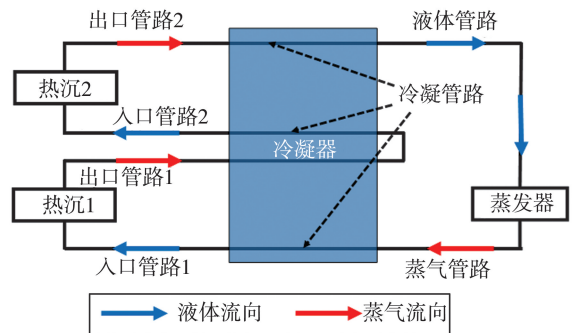 出口管路2
液体管路
热沉2
冷凝管路
入口管路2
冷凝器
出口管路1
热沉1
蒸发器
入口管路1
蒸气管路
液体流向
蒸气流向